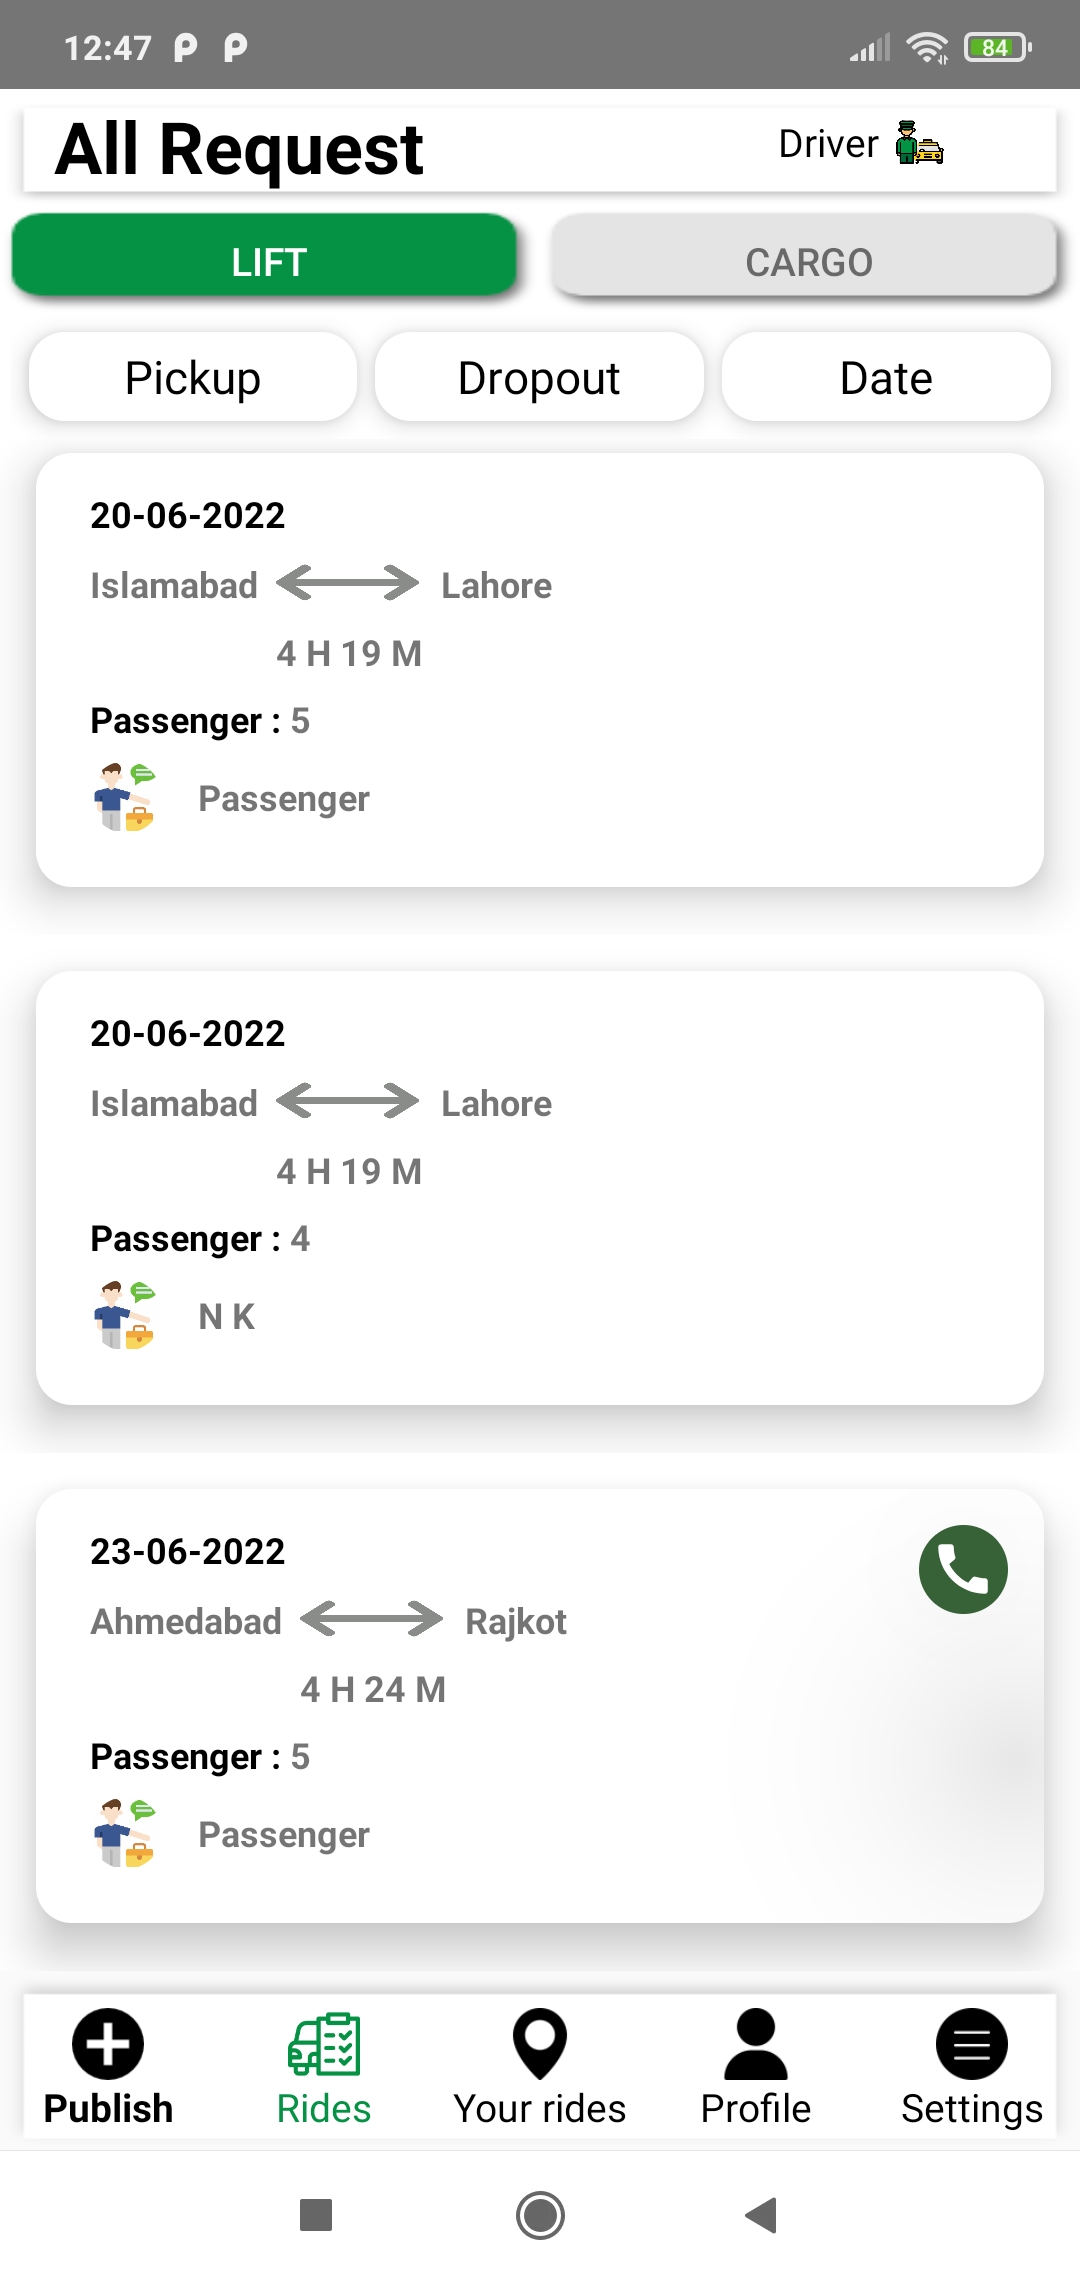 12:47 84
All Request Driver
LIFT CARGO
Pickup Dropout Date
20-06-2022
Islamabad Lahore
4 H 19 M
Passenger : 5
Passenger
20-06-2022
Islamabad Lahore
4 H 19 M
Passenger : 4
N K
23-06-2022
Ahmedabad Rajkot
4 H 24 M
Passenger : 5
Passenger
Publish Rides Your rides Profile Settings